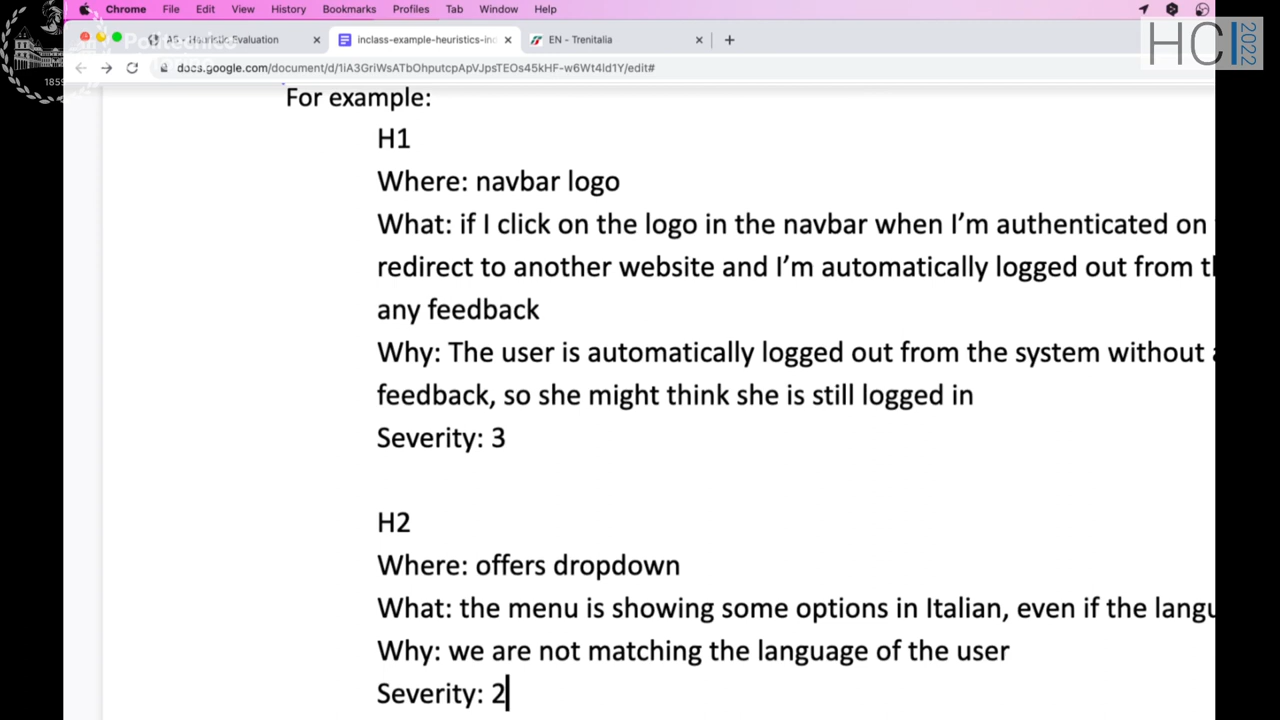 Chrome File Edit View History Bookmarks Profiles Tab Window Help
Heuristic Evaluation
inclass-example-heuristics-ind
EN - Trenitalia
HCI 2022
Politecnico
1859
docs.google.com/document/d/1iA3GriWsATbOhputcpApVJpsTEOs45kHF-w6Wt4ld1Y/edit#
For example:
H1
Where: navbar logo
What: if I click on the logo in the navbar when I’m authenticated on
redirect to another website and I’m automatically logged out from
any feedback
Why: The user is automatically logged out from the system without
feedback, so she might think she is still logged in
Severity: 3
H2
Where: offers dropdown
What: the menu is showing some options in Italian, even if the
Why: we are not matching the language of the user
Severity: 2